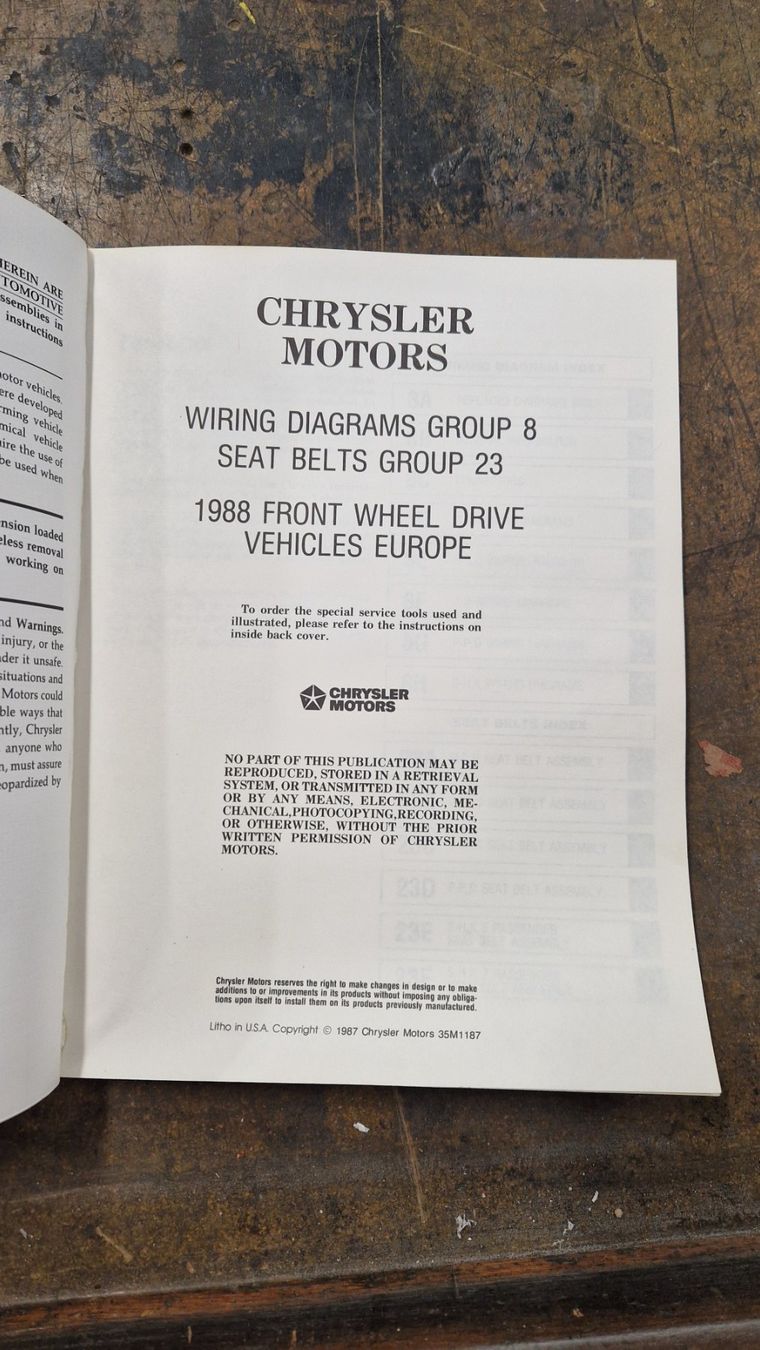 HEREIN ARE
TOMOTIVE
ssemblies in
instructions
otor vehicles.
ere developed
rming vehicle
mical vehicle
ire the use of
be used when
nsion loaded
eless removal
working on
nd Warnings.
injury, or the
der it unsafe.
situations and
Motors could
ble ways that
ntly, Chrysler
anyone who
n, must assure
eopardized by
CHRYSLER
MOTORS
WIRING DIAGRAMS GROUP 8
SEAT BELTS GROUP 23
1988 FRONT WHEEL DRIVE
VEHICLES EUROPE
To order the special service tools used and
illustrated, please refer to the instructions on
inside back cover.
CHRYSLER
MOTORS
NO PART OF THIS PUBLICATION MAY BE
REPRODUCED, STORED IN A RETRIEVAL
SYSTEM, OR TRANSMITTED IN ANY FORM
OR BY ANY MEANS, ELECTRONIC, ME-
CHANICAL,PHOTOCOPYING,RECORDING,
OR OTHERWISE, WITHOUT THE PRIOR
WRITTEN PERMISSION OF CHRYSLER
MOTORS.
Chrysler Motors reserves the right to make changes in design or to make
additions to or improvements in its products without imposing any obliga-
tions upon itself to install them on its products previously manufactured.
Litho in U.S.A. Copyright © 1987 Chrysler Motors 35M1187